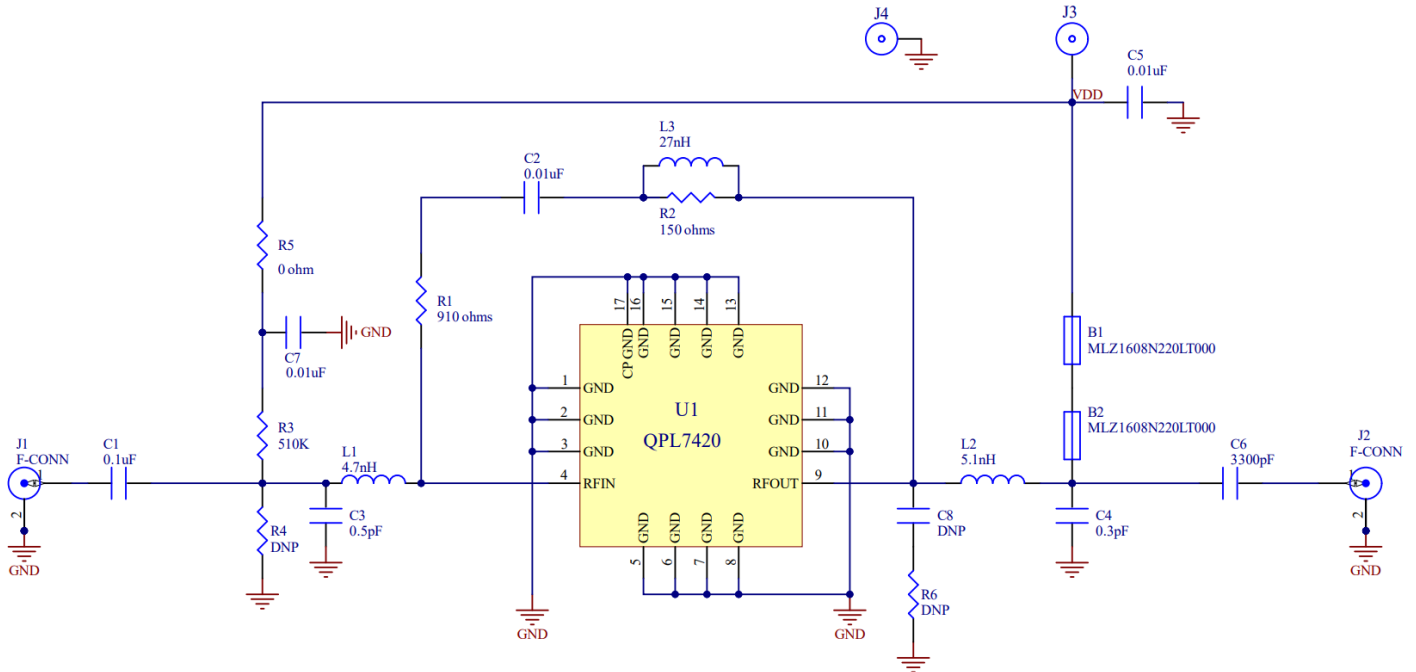 J4
J3
C5
0.01uF
VDD
L3
27nH
C2
0.01uF
R2
150 ohms
R5
0 ohm
R1
910 ohms
GND
C7
0.01uF
17
16
15
14
13
CP GND
GND
GND
GND
GND
B1
MLZ1608N220LT000
1
GND
GND
12
2
GND
GND
11
3
GND
GND
10
4
RFIN
RFOUT
9
U1
QPL7420
B2
MLZ1608N220LT000
R3
510K
J1
F-CONN
1
2
GND
C1
0.1uF
L1
4.7nH
L2
5.1nH
C6
3300pF
J2
F-CONN
1
2
GND
R4
DNP
C3
0.5pF
GND
GND
GND
GND
5
6
7
8
C8
DNP
C4
0.3pF
R6
DNP
GND
GND